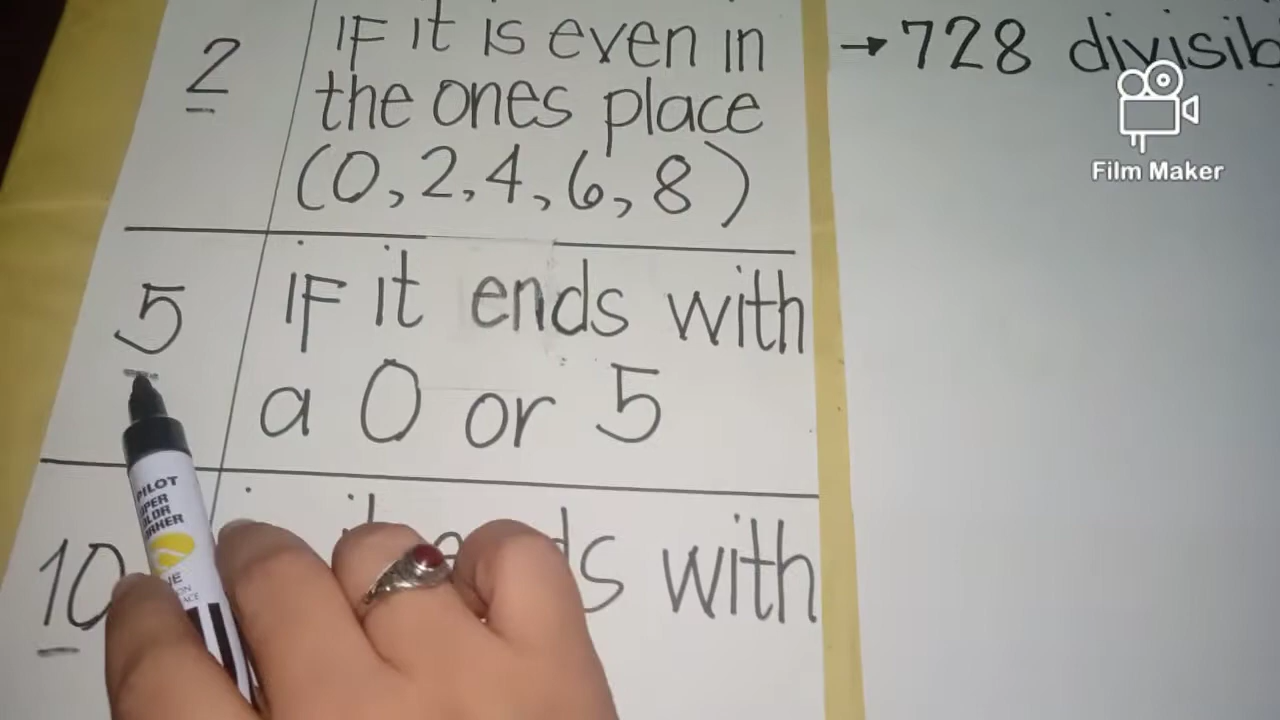 2
IF it is even in
the ones place
(0, 2, 4, 6, 8)
5
IF it ends with
a 0 or 5
10
with
→ 728
Film Maker
PILOT